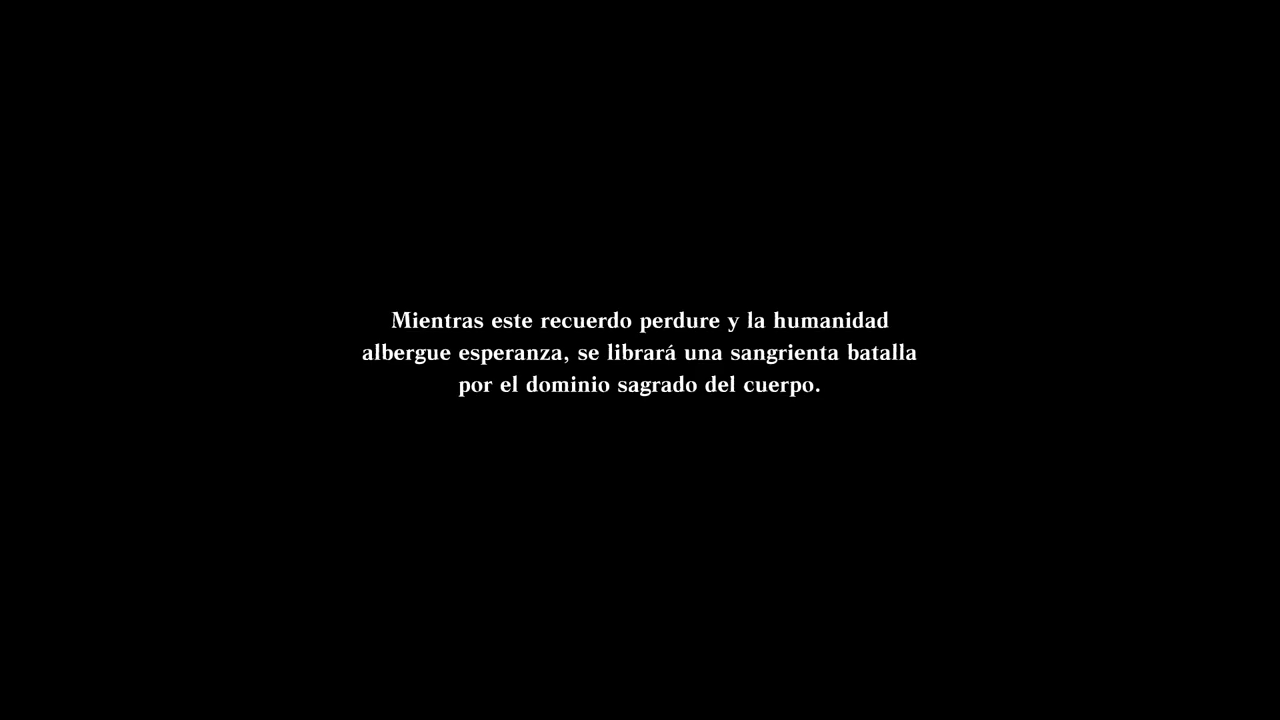 Mientras este recuerdo perdure y la humanidad
albergue esperanza, se librará una sangrienta batalla
por el dominio sagrado del cuerpo.